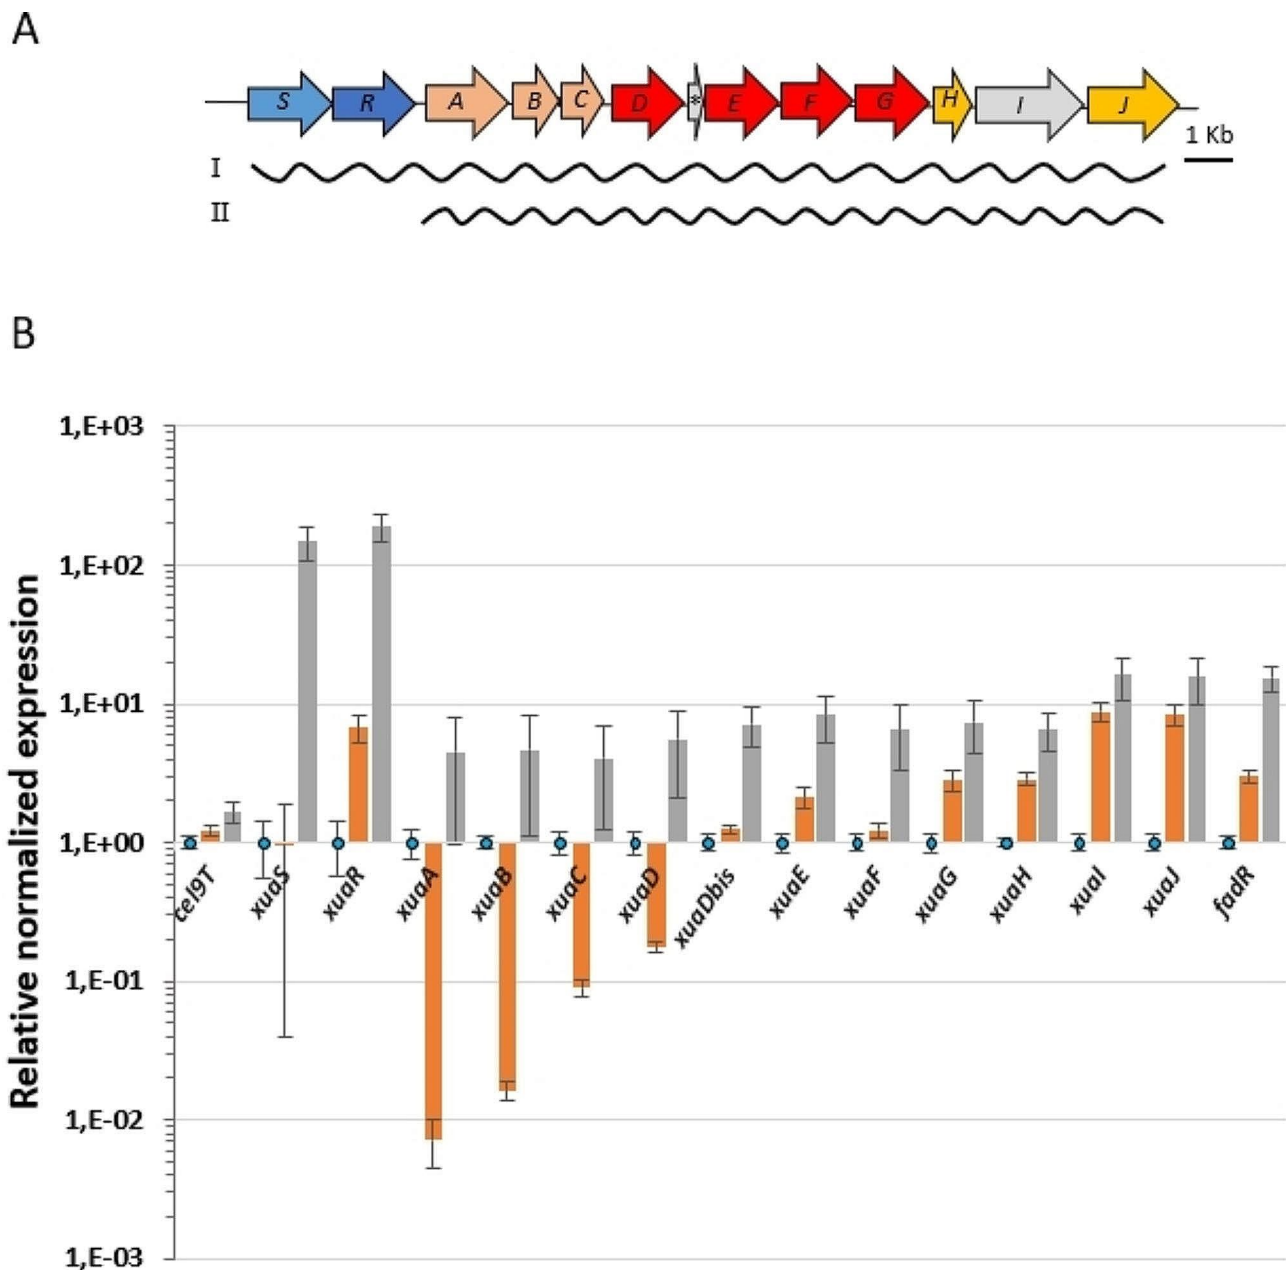 A
S R A B C D * E F G H I J
1 Kb
I
II
B
Relative normalized expression
1,E+03
1,E+02
1,E+01
1,E+00
1,E-01
1,E-02
1,E-03
cel9T xuaS xuaR xuaA xuaB xuaC xuaD xuaDbis xuaE xuaF xuaG xuaH xuaI xuaJ fadR